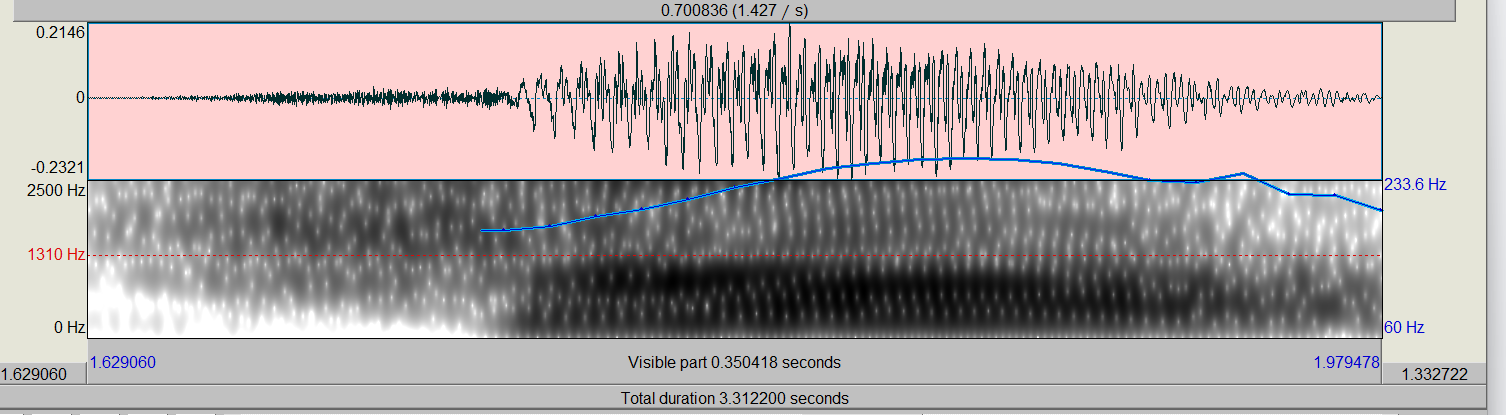 0.700836 (1.427 / s)
0.2146
0
-0.2321
2500 Hz
233.6 Hz
1310 Hz
0 Hz
60 Hz
1.629060
Visible part 0.350418 seconds
1.979478
1.629060
1.332722
Total duration 3.312200 seconds